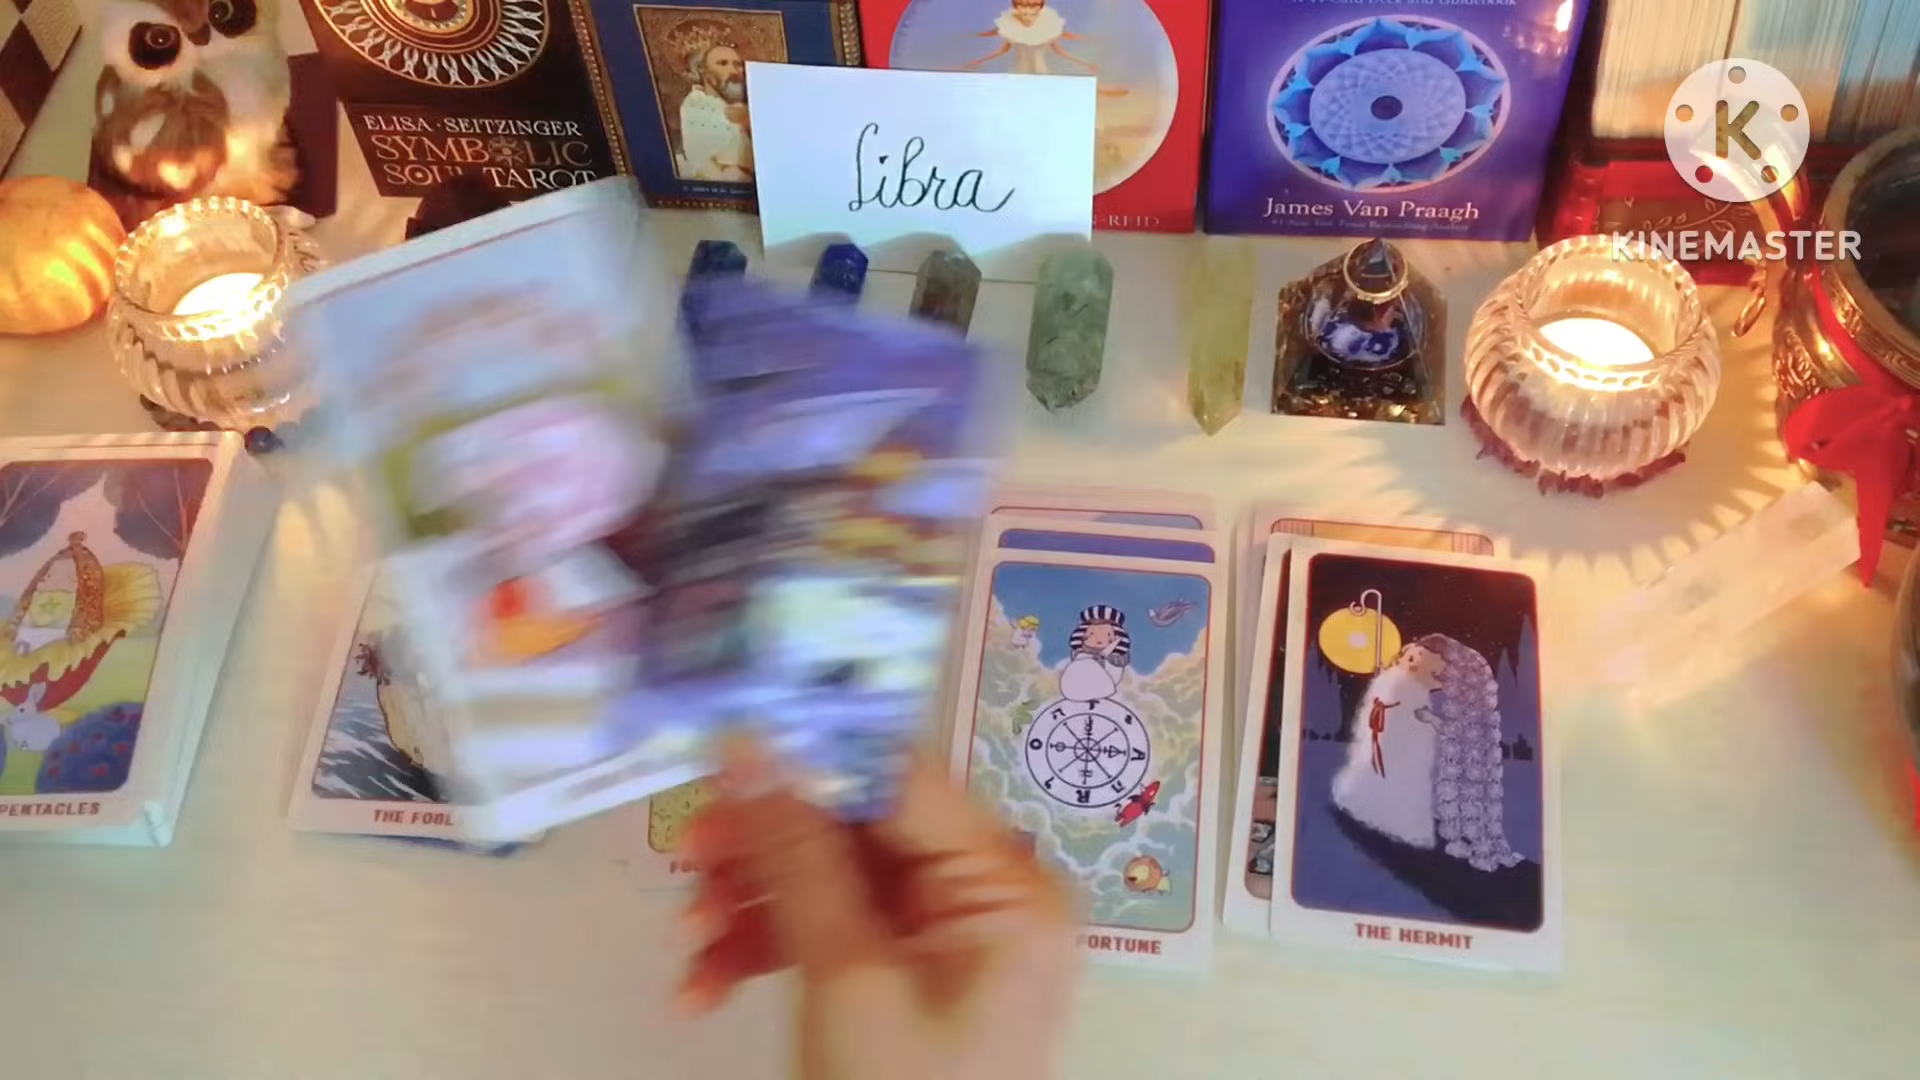 ELISA · SEITZINGER
SYMBOLIC
SOUL TAROT
Libra
James Van Praagh
K
KINEMASTER
PENTACLES
THE FOOL
FORTUNE
THE HERMIT